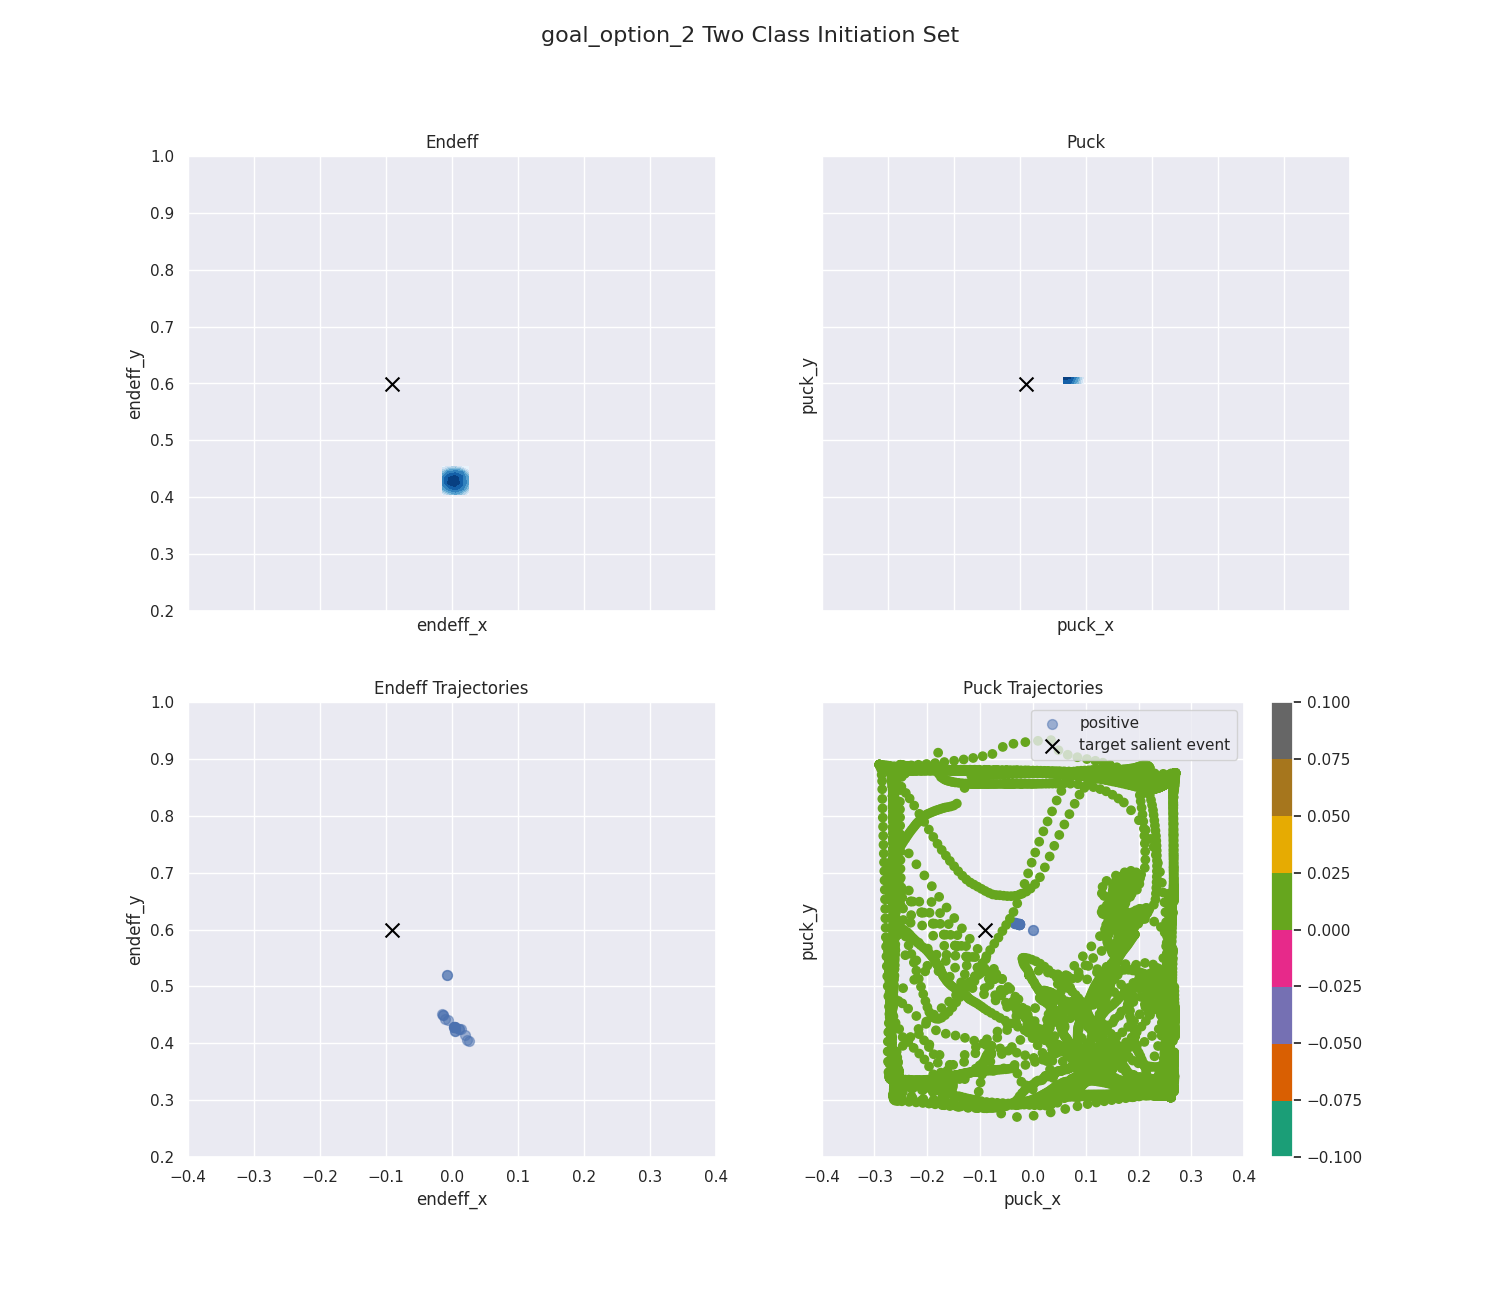 goal_option_2 Two Class Initiation Set
Endeff
1.0
0.9
0.8
0.7
0.6
0.5
0.4
0.3
0.2
endeff_y
endeff_x
Puck
puck_y
puck_x
Endeff Trajectories
1.0
0.9
0.8
0.7
0.6
0.5
0.4
0.3
0.2
endeff_y
−0.4 −0.3 −0.2 −0.1 0.0 0.1 0.2 0.3 0.4
endeff_x
Puck Trajectories
positive
target salient event
puck_y
−0.4 −0.3 −0.2 −0.1 0.0 0.1 0.2 0.3 0.4
puck_x
0.100
0.075
0.050
0.025
0.000
−0.025
−0.050
−0.075
−0.100